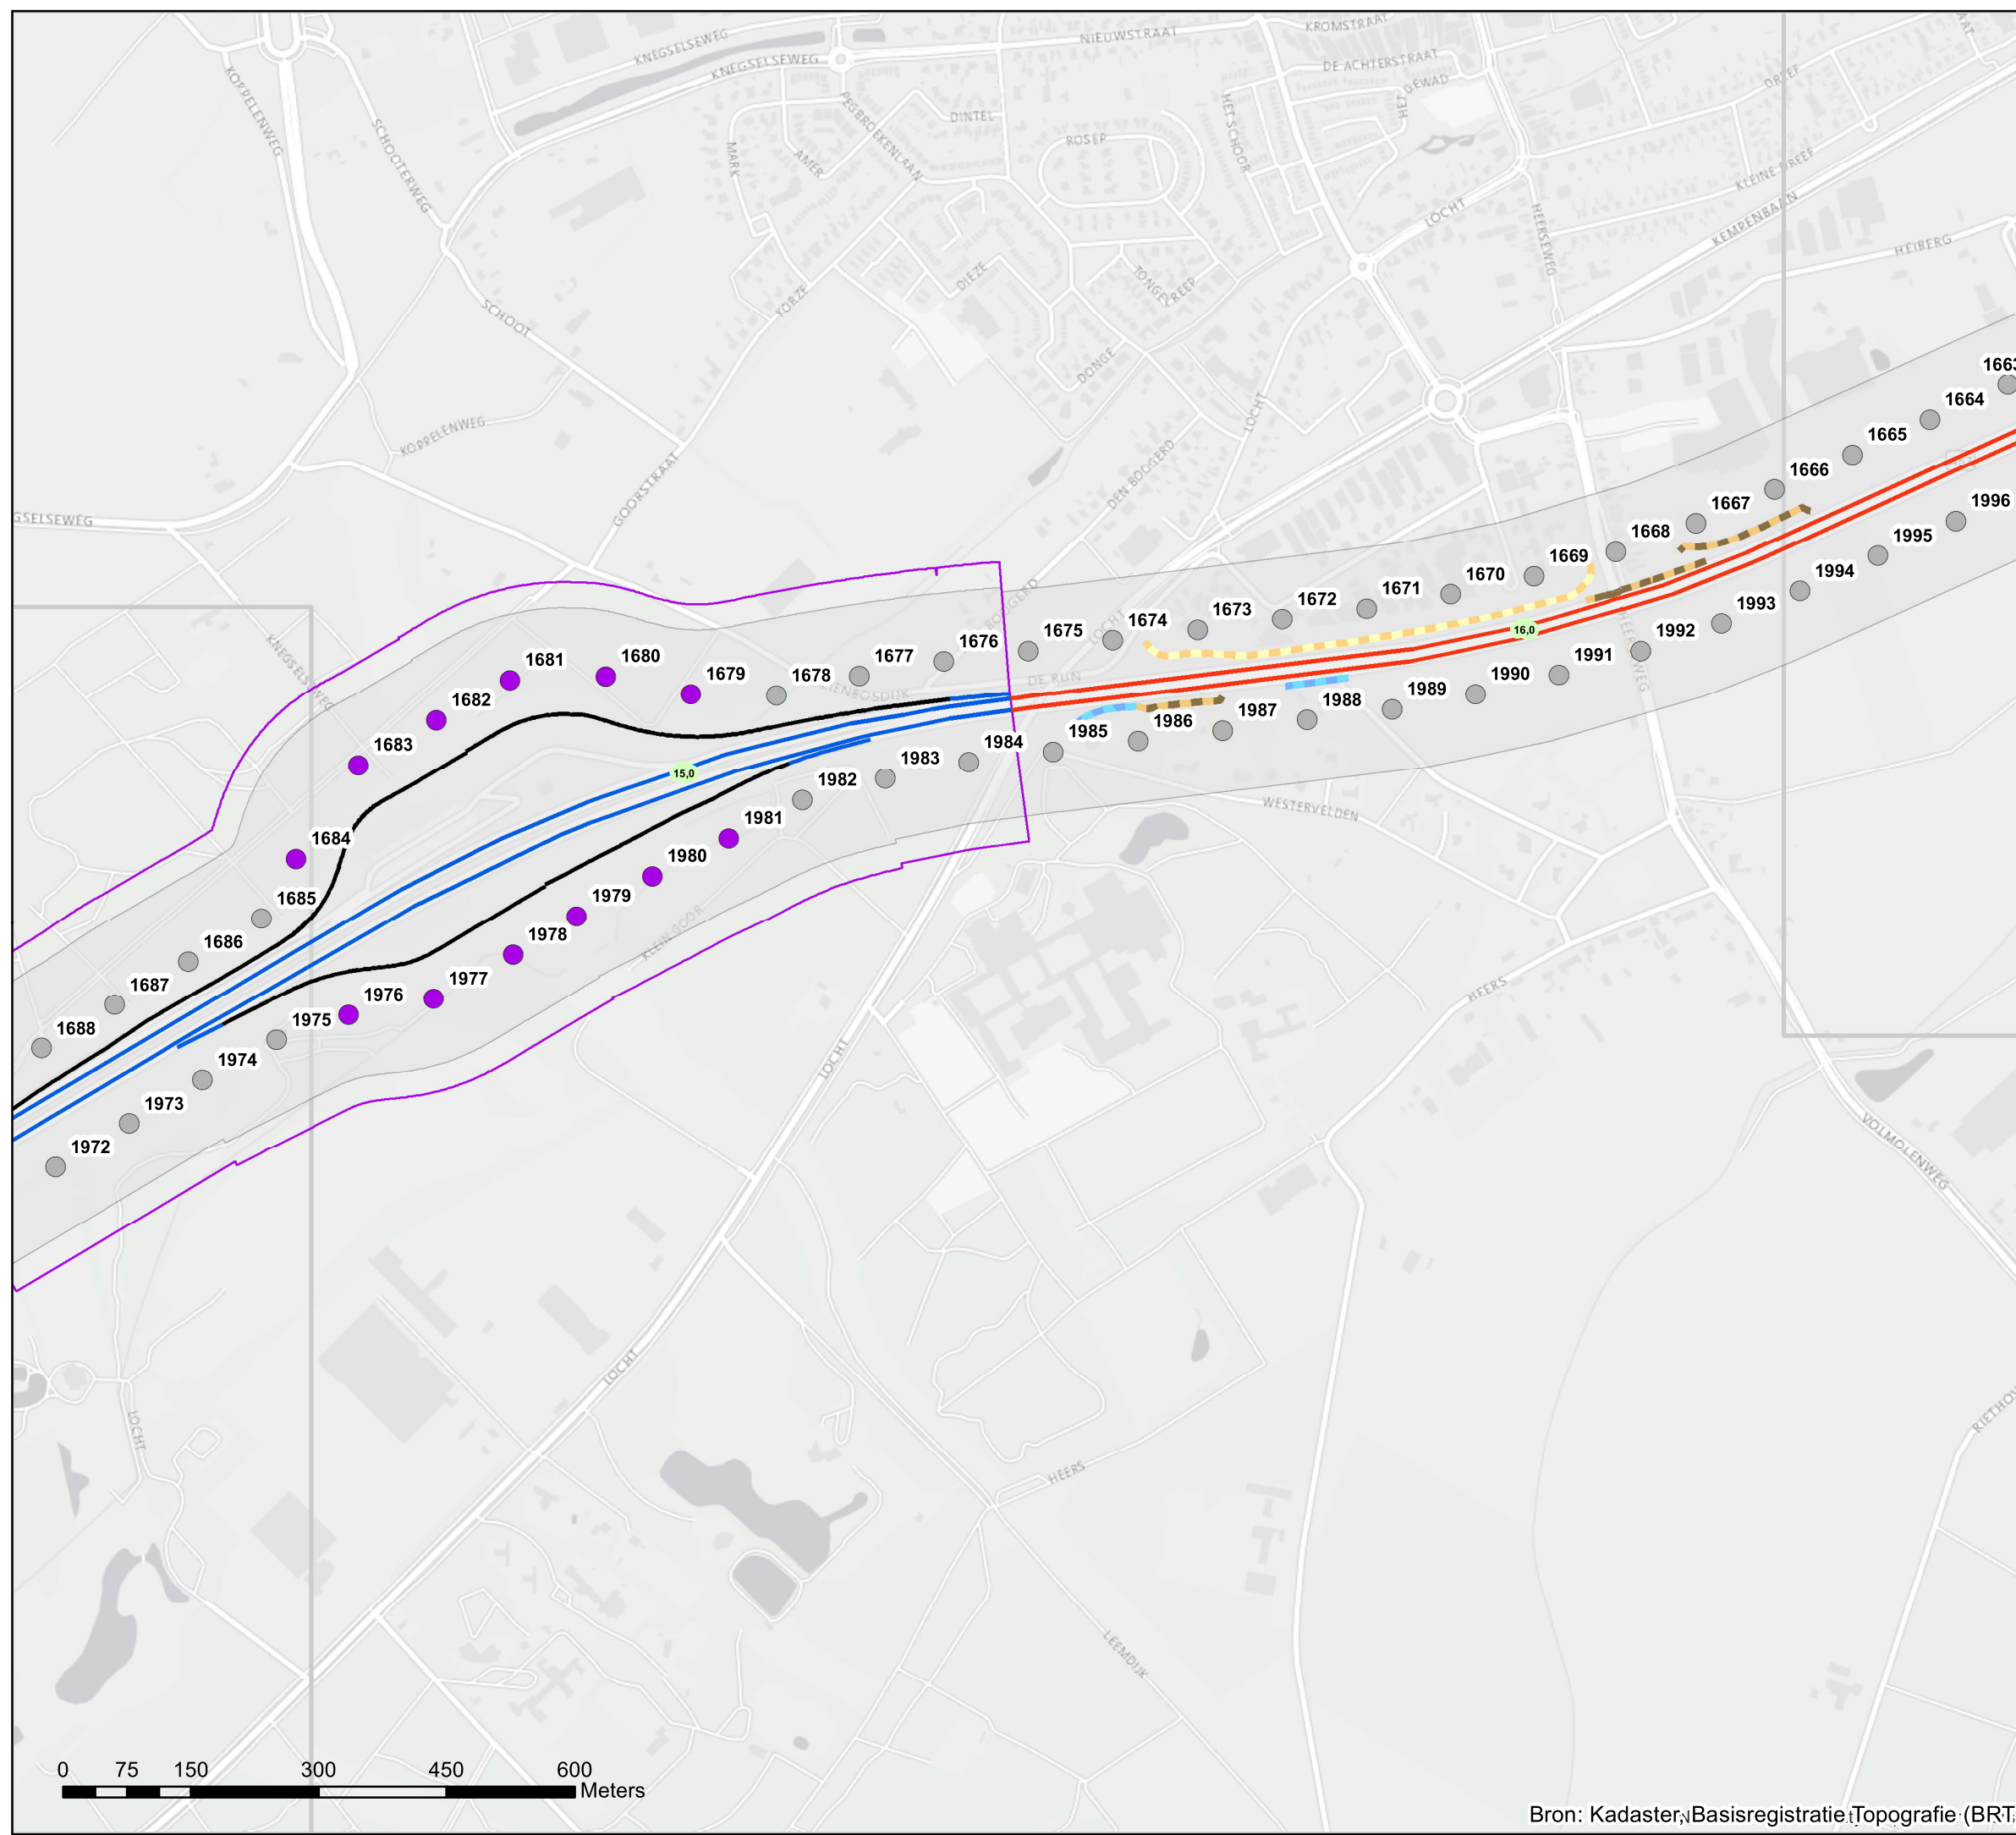 KNEGSELSEWEG
KNEGSELSEWEG
NIEUWSTRAAT
KROMSTRAAT
DE ACHTERSTRAAT
GEWAD
HET
DREEF
KOPPELENWEG
SCHOOTERWEG
MARK
AMER
DINTEL
ROSEP
HET SCHOOR
KLEINE DREEF
LOCHT
HEERSEWEG
KEMPENBAAN
HEIBERG
SCHOOT
YORZE
DIEZE
TONGELREEP
DONGE
LOCHT
KOPPELENWEG
GOORSTRAAT
DEN BOOGERD
GSELSEWEG
KNEGSELSEWEG
LOCHT
DE RUN
1663
1664
1665
1666
1667
1668
1669
1670
1671
1672
1673
1674
1675
1676
1677
1678
1679
1680
1681
1682
1683
1684
1685
1686
1687
1688
15,0
16,0
1996
1995
1994
1993
1992
1991
1990
1989
1988
1987
1986
1985
1984
1983
1982
1981
1980
1979
1978
1977
1976
1975
1974
1973
1972
WESTERVELDEN
KLEIN GOOR
HEERS
LOCHT
VOLMOLENWEG
LOCHT
LOCHT
HEERS
LEEMDIJK
0 75 150 300 450 600
Meters
Bron: Kadaster, Basisregistratie Topografie (BRT